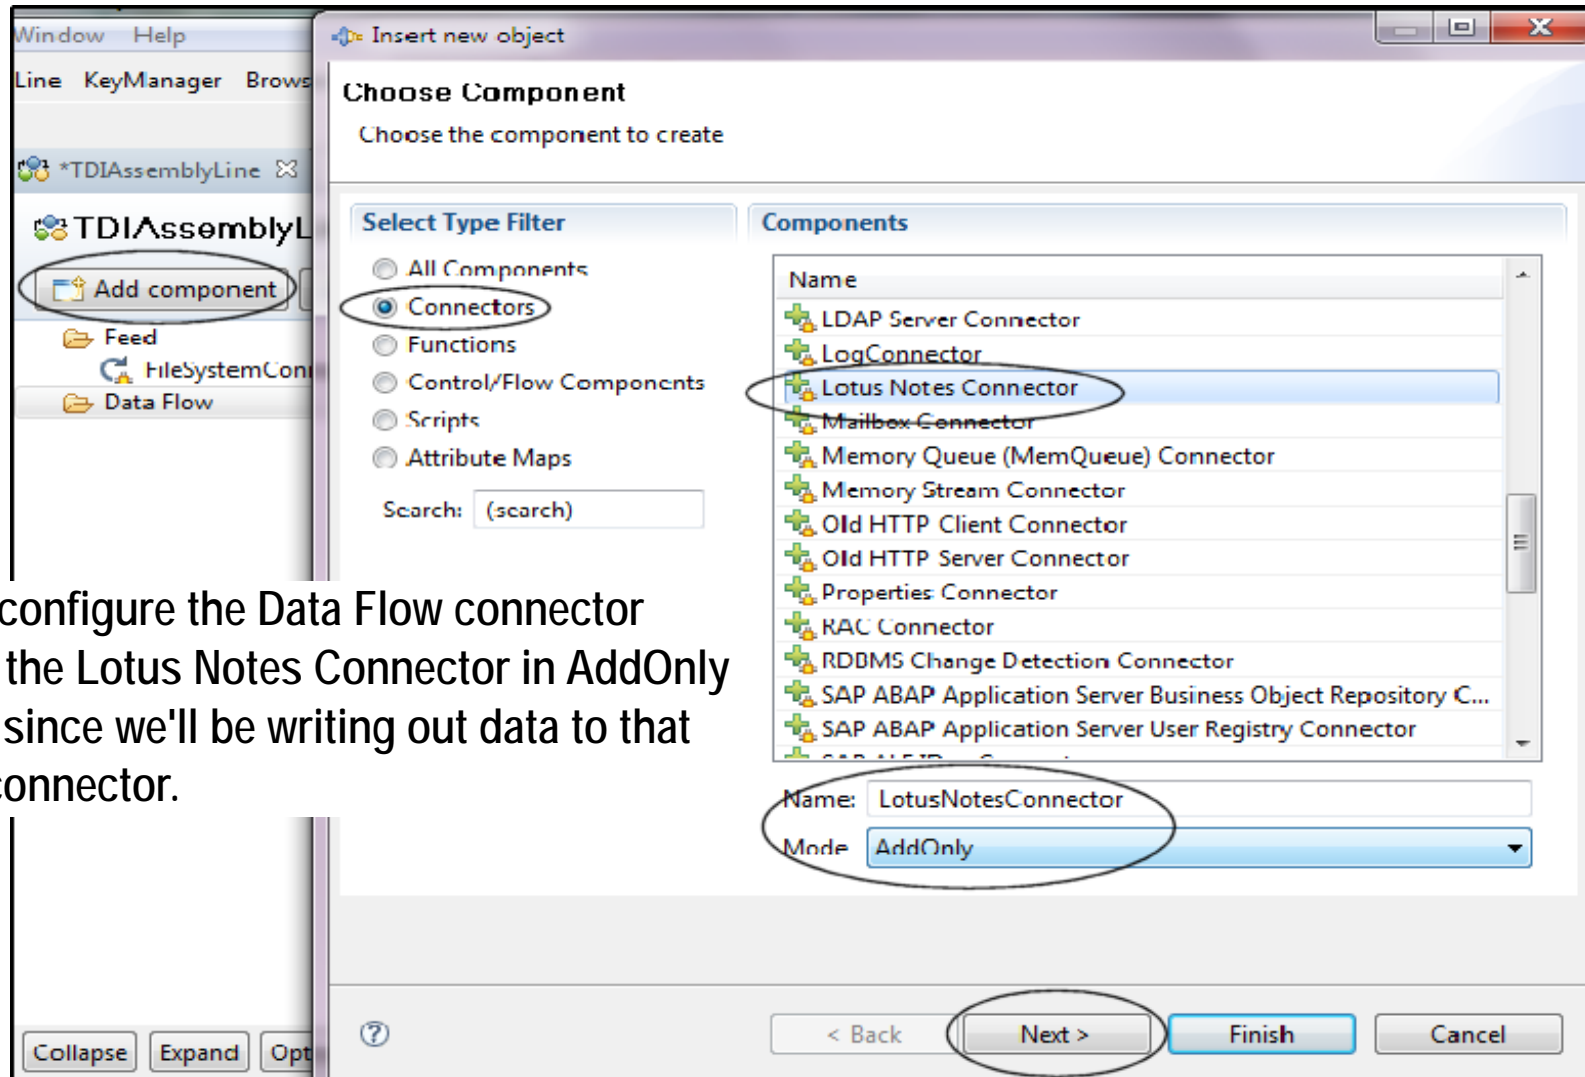 Window Help
Line KeyManager Brows
*TDIAssemblyLine
TDIAssemblyL
Add component
Feed
FileSystemConn
Data Flow
Collapse Expand Opt
Insert new object
Choose Component
Choose the component to create
Select Type Filter
All Components
Connectors
Functions
Control/Flow Components
Scripts
Attribute Maps
Search: (search)
Components
Name
LDAP Server Connector
LogConnector
Lotus Notes Connector
Mailbox Connector
Memory Queue (MemQueue) Connector
Memory Stream Connector
Old HTTP Client Connector
Old HTTP Server Connector
Properties Connector
RAC Connector
RDBMS Change Detection Connector
SAP ABAP Application Server Business Object Repository C...
SAP ABAP Application Server User Registry Connector
Name: LotusNotesConnector
Mode AddOnly
configure the Data Flow connector
the Lotus Notes Connector in AddOnly
since we'll be writing out data to that
connector.
< Back Next > Finish Cancel